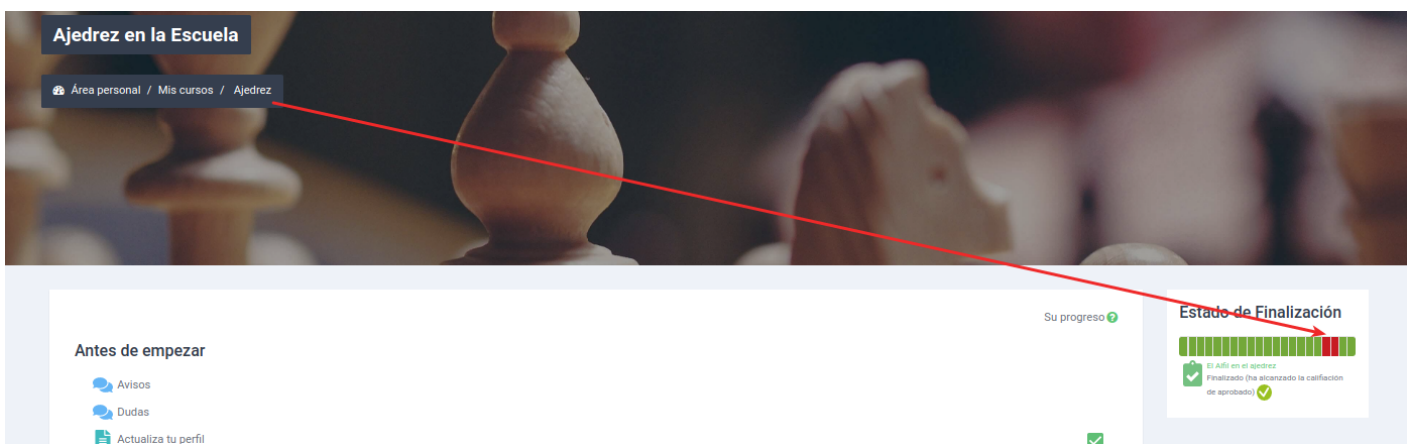 Ajedrez en la Escuela
Área personal / Mis cursos / Ajedrez
Su progreso
Estado de Finalización
Antes de empezar
El Alfil en el ajedrez
Finalizado (ha alcanzado la califiación
de aprobado)
Avisos
Dudas
Actualiza tu perfil